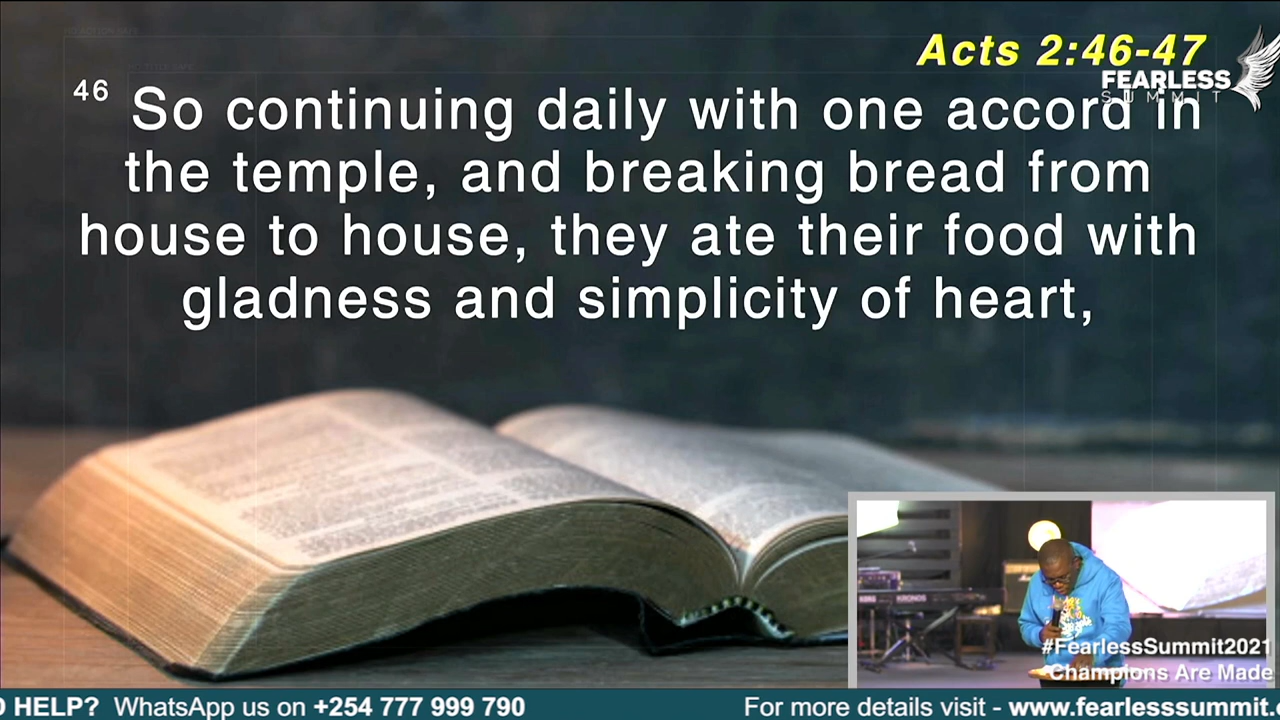 Acts 2:46-47
FEARLESS
SUMMIT
46 So continuing daily with one accord in
the temple, and breaking bread from
house to house, they ate their food with
gladness and simplicity of heart,
KORG KRONOS
#FearlessSummit2021
Champions Are Made
HELP? WhatsApp us on +254 777 999 790
For more details visit - www.fearlesssummit.